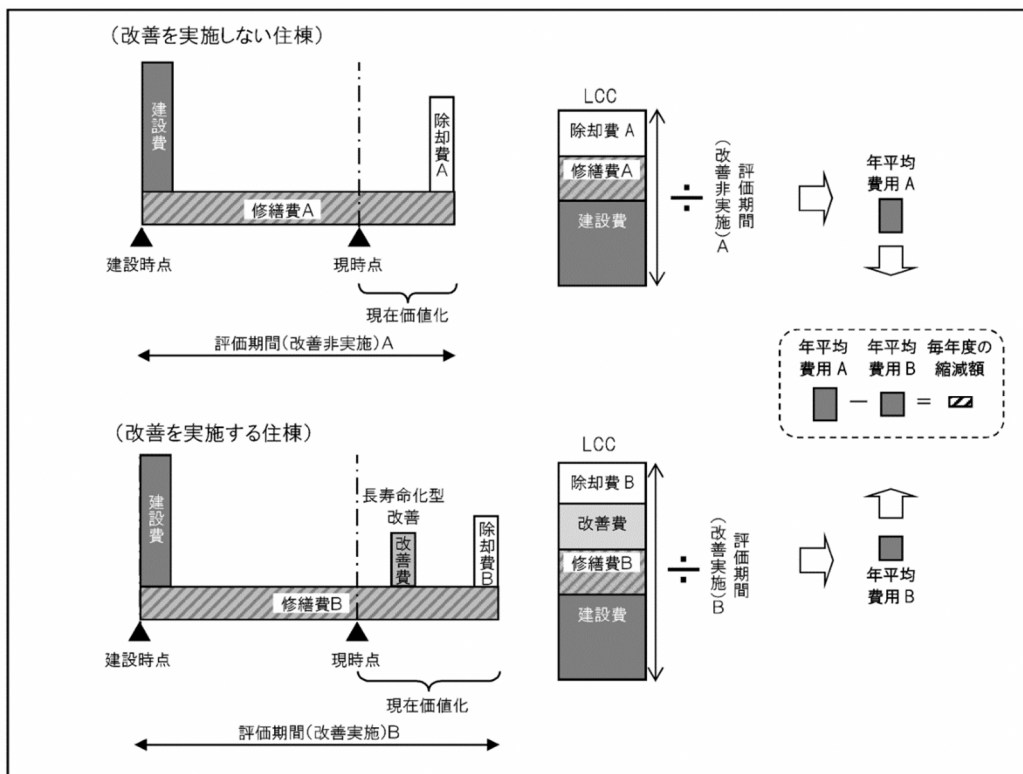 (改善を実施しない住棟)
建設費
除却費A
修繕費A
建設時点
現時点
現在価値化
評価期間(改善非実施)A
LCC
除却費A
修繕費A
建設費
÷
評価期間
(改善非実施)A
年平均
費用A
年平均 年平均 毎年度の
費用A 費用B 縮減額
− =
(改善を実施する住棟)
建設費
長寿命化型
改善
改善費
除却費B
修繕費B
建設時点
現時点
現在価値化
評価期間(改善実施)B
LCC
除却費B
改善費
修繕費B
建設費
÷
評価期間
(改善実施)B
年平均
費用B